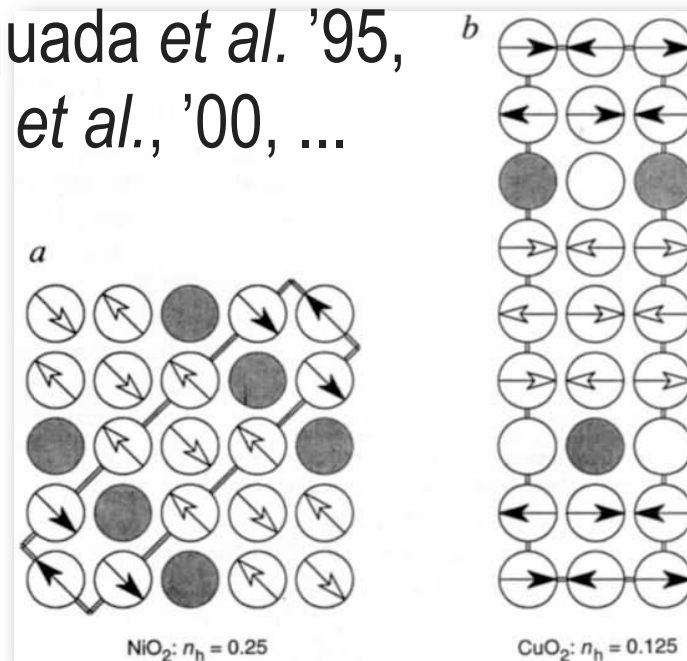 uada et al. '95,
et al., '00, ...
b
a
NiO₂: nₕ = 0.25
CuO₂: nₕ = 0.125